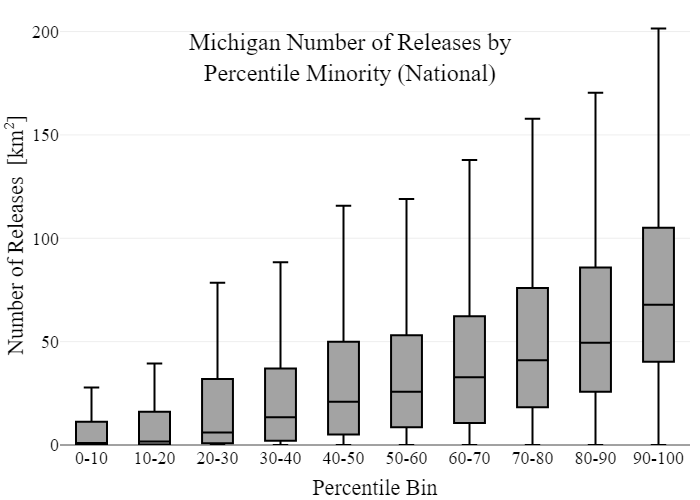 Michigan Number of Releases by
Percentile Minority (National)
Number of Releases [km²]
200
150
100
50
0
0-10 10-20 20-30 30-40 40-50 50-60 60-70 70-80 80-90 90-100
Percentile Bin